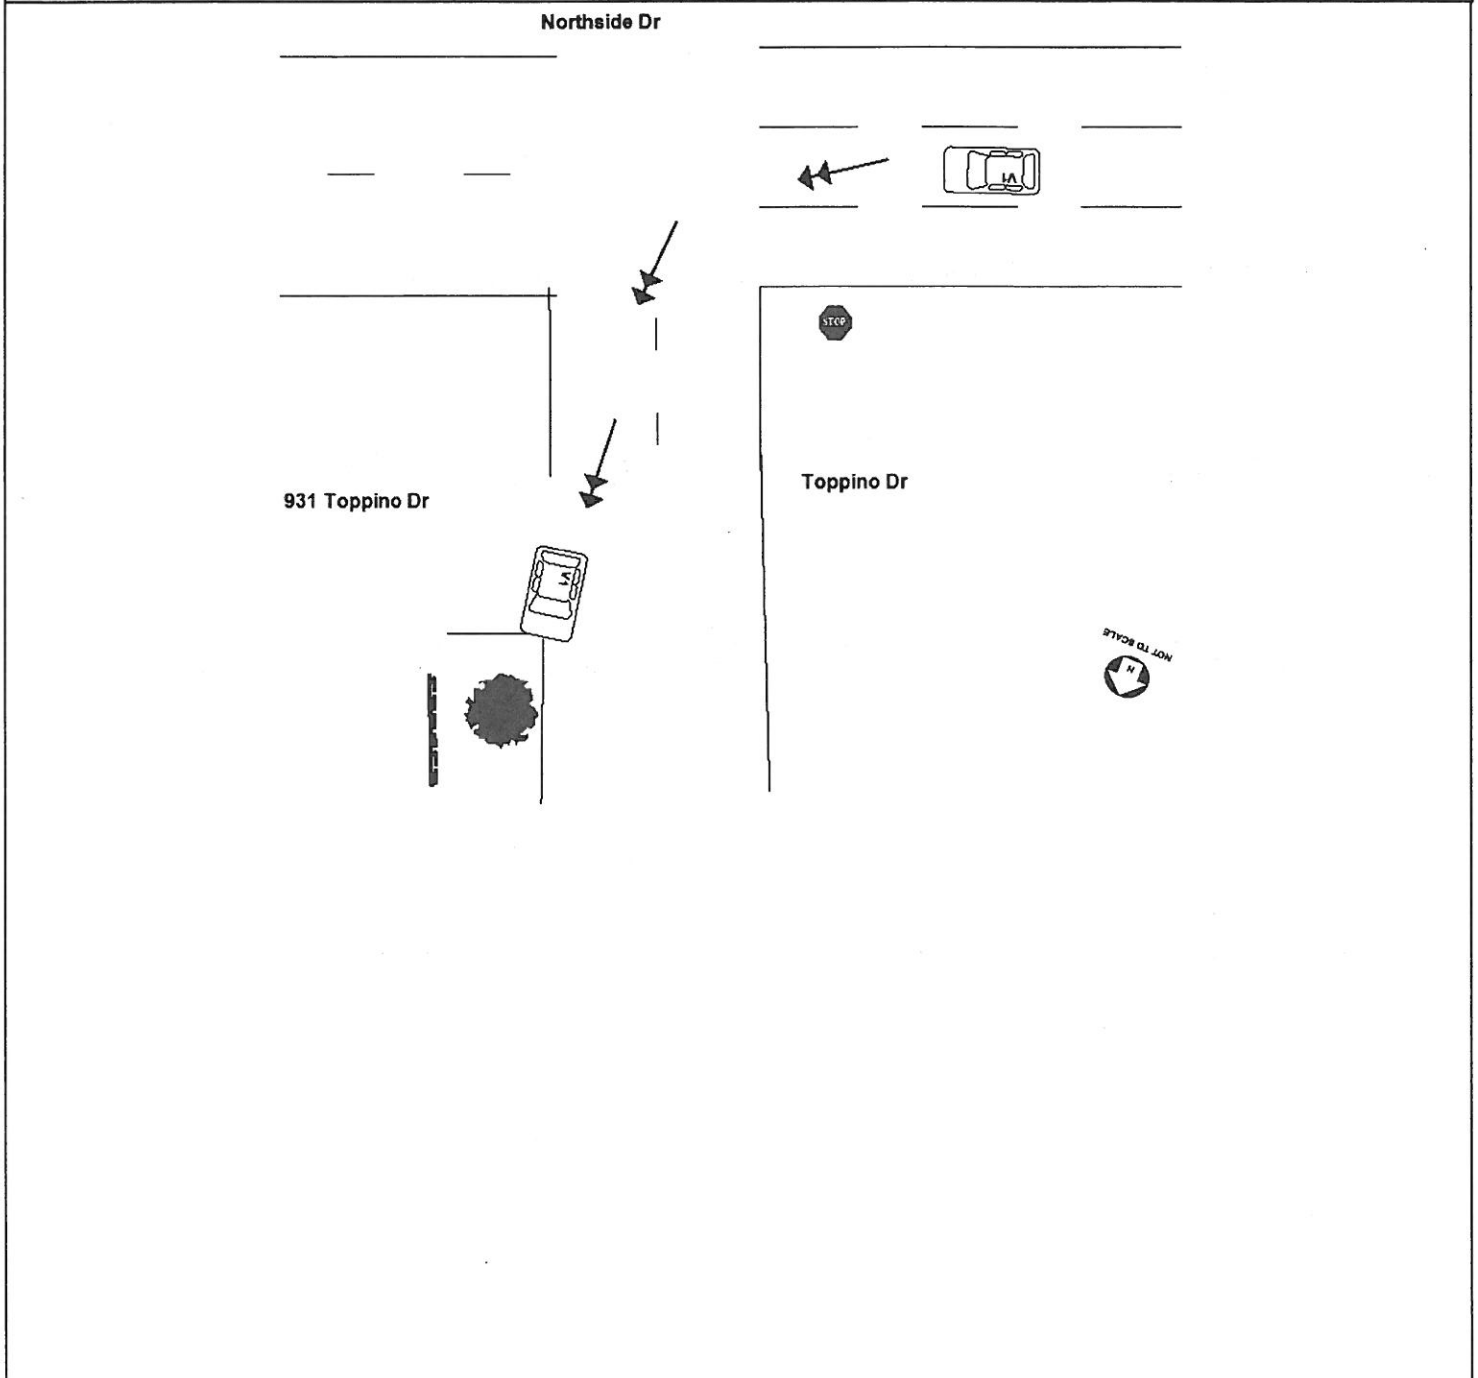 Northside Dr
V1
STOP
Toppino Dr
931 Toppino Dr
V1
NOT TO SCALE
N